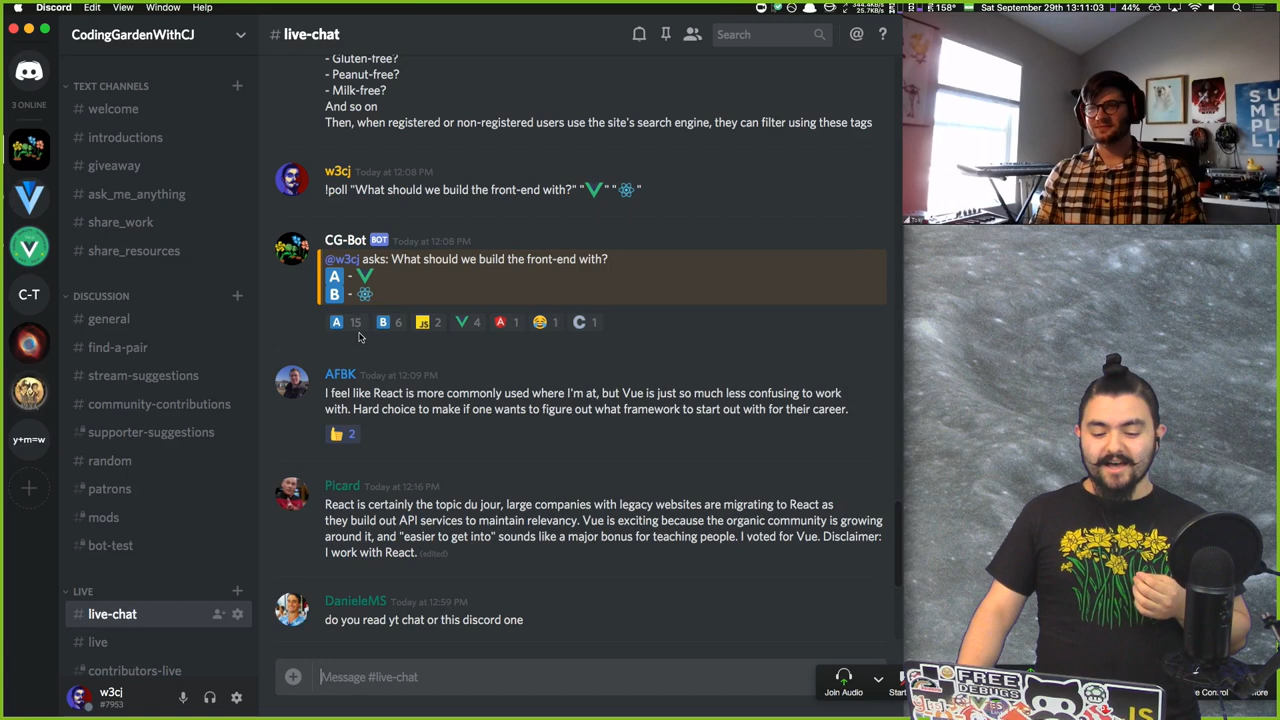 Discord Edit View Window Help
344.4KB/s
25.7KB/s
158°
Sat September 29th 13:11:03
44%
CodingGardenWithCJ
# live-chat
Search
3 ONLINE
TEXT CHANNELS
# welcome
# introductions
# giveaway
# ask_me_anything
# share_work
# share_resources
C-T
DISCUSSION
# general
# find-a-pair
# stream-suggestions
# community-contributions
# supporter-suggestions
# random
# patrons
# mods
# bot-test
y+m=w
LIVE
# live-chat
# live
# contributors-live
w3cj
#7953
- Gluten-free?
- Peanut-free?
- Milk-free?
And so on
Then, when registered or non-registered users use the site's search engine, they can filter using these tags
w3cj Today at 12:08 PM
!poll "What should we build the front-end with?" " " " "
CG-Bot BOT Today at 12:08 PM
@w3cj asks: What should we build the front-end with?
A -
B -
A 15 B 6 JS 2 4 A 1 1 C 1
AFBK Today at 12:09 PM
I feel like React is more commonly used where I'm at, but Vue is just so much less confusing to work
with. Hard choice to make if one wants to figure out what framework to start out with for their career.
2
Picard Today at 12:16 PM
React is certainly the topic du jour, large companies with legacy websites are migrating to React as
they build out API services to maintain relevancy. Vue is exciting because the organic community is growing
around it, and "easier to get into" sounds like a major bonus for teaching people. I voted for Vue. Disclaimer:
I work with React. (edited)
DanieleMS Today at 12:59 PM
do you read yt chat or this discord one
Message #live-chat
Join Audio
Start
FREE
DEBUGS
JS